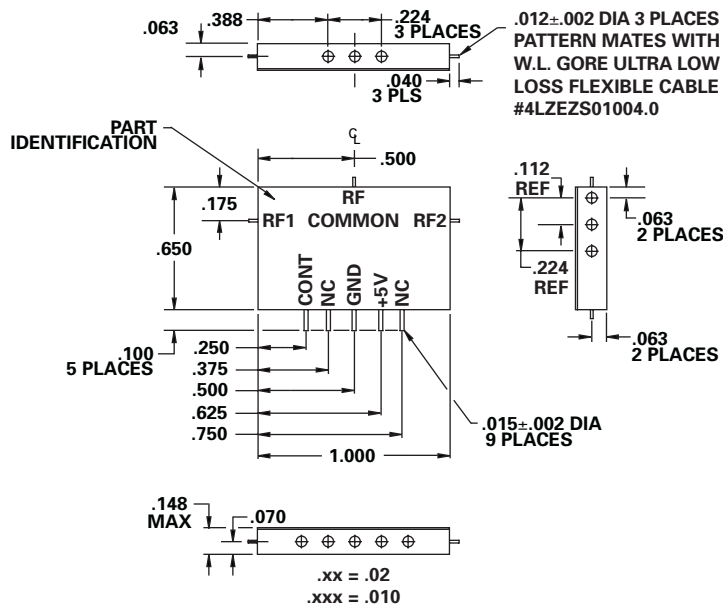 .388
.224
3 PLACES
.063
.040
3 PLS
.012±.002 DIA 3 PLACES
PATTERN MATES WITH
W.L. GORE ULTRA LOW
LOSS FLEXIBLE CABLE
#4LZEZS01004.0
PART
IDENTIFICATION
℄
.500
.175
RF
RF1 COMMON RF2
.650
CONT
NC
GND
+5V
NC
.112
REF
.063
2 PLACES
.224
REF
.063
2 PLACES
.100
5 PLACES
.250
.375
.500
.625
.750
1.000
.015±.002 DIA
9 PLACES
.148
MAX
.070
.xx = .02
.xxx = .010